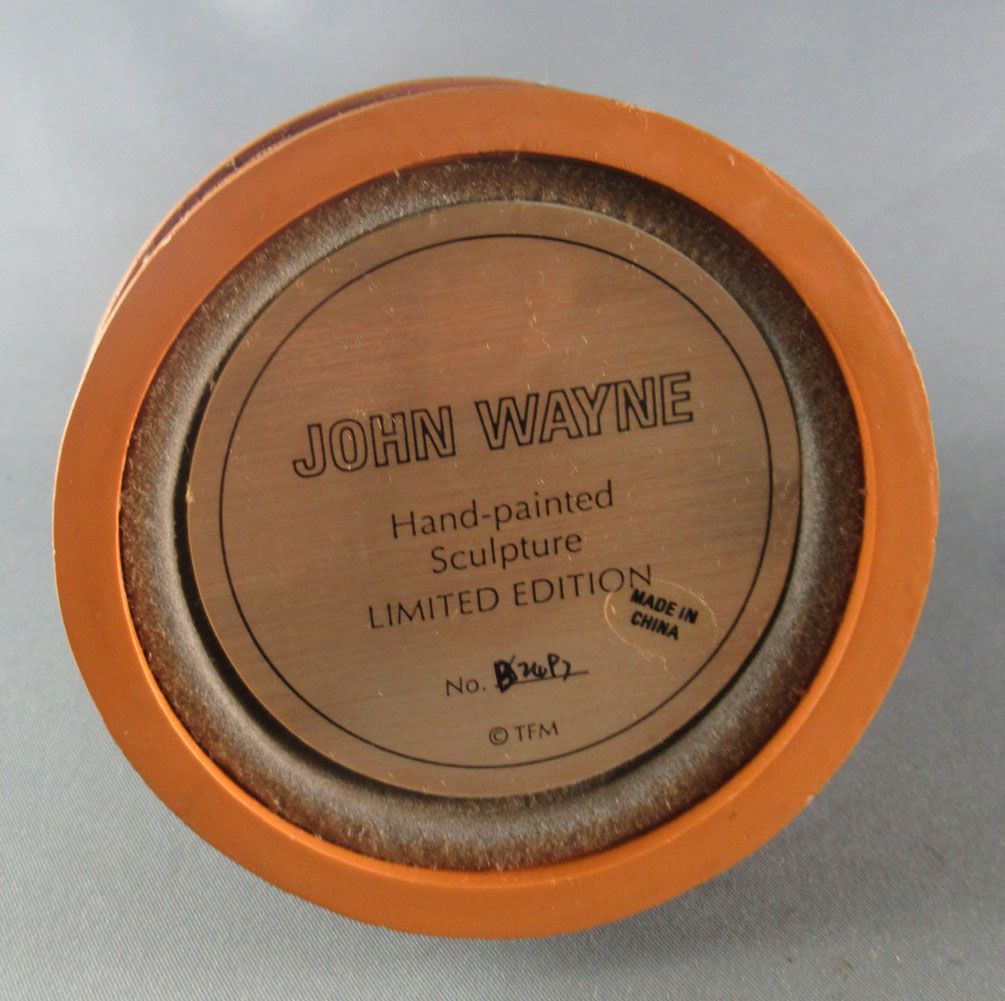 JOHN WAYNE
Hand-painted
Sculpture
LIMITED EDITION
MADE IN
CHINA
No.
© TFM